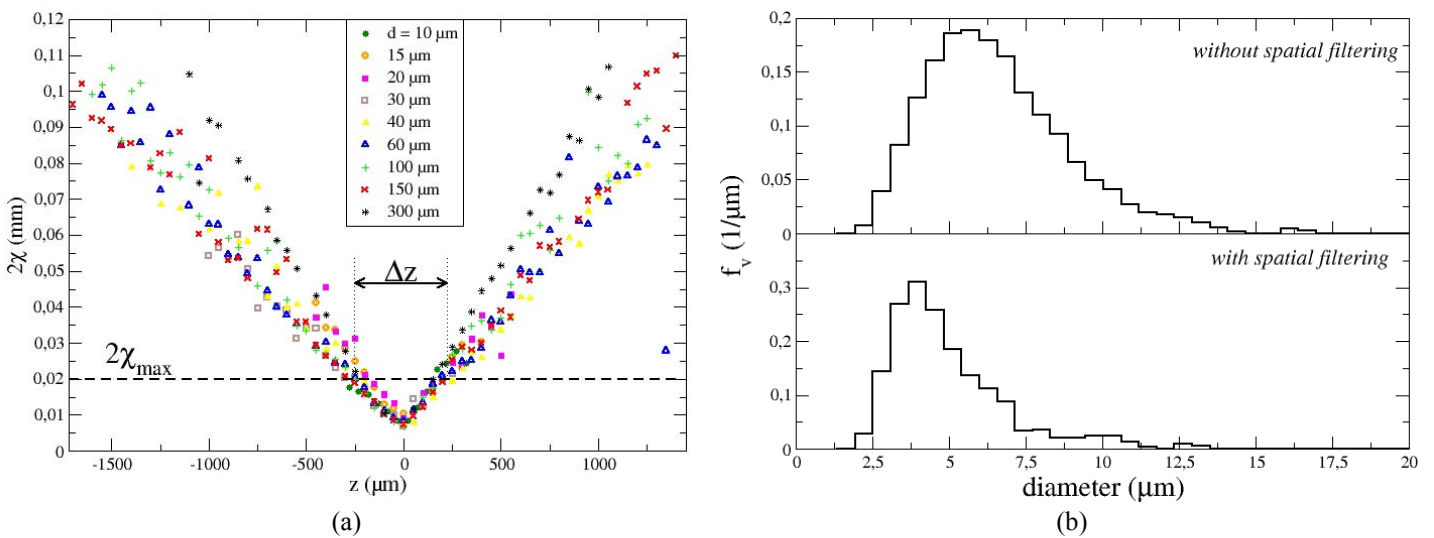 0,12
0,11
0,1
0,09
0,08
0,07
0,06
0,05
0,04
0,03
0,02
0,01
0
2χ (mm)
-1500 -1000 -500 0 500 1000
z (μm)
d = 10 μm
15 μm
20 μm
30 μm
40 μm
60 μm
100 μm
150 μm
300 μm
Δz
2χmax
(a)
0,2
0,15
0,1
0,05
0
without spatial filtering
with spatial filtering
0,3
0,2
0,1
0
fv (1/μm)
0 2,5 5 7,5 10 12,5 15 17,5 20
diameter (μm)
(b)